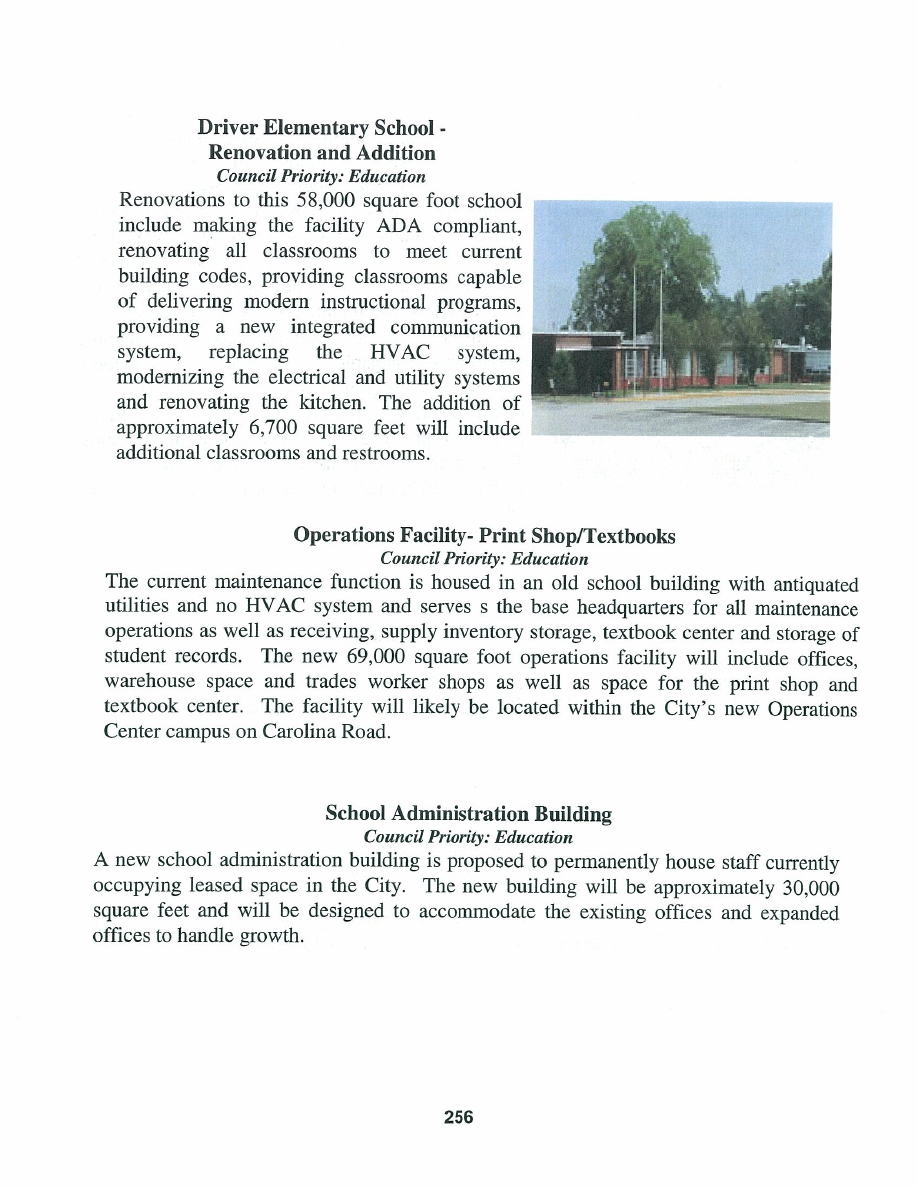 Driver Elementary School -
Renovation and Addition
Council Priority: Education
Renovations to this 58,000 square foot school
include making the facility ADA compliant,
renovating all classrooms to meet current
building codes, providing classrooms capable
of delivering modern instructional programs,
providing a new integrated communication
system, replacing the HVAC system,
modernizing the electrical and utility systems
and renovating the kitchen. The addition of
approximately 6,700 square feet will include
additional classrooms and restrooms.
Operations Facility- Print Shop/Textbooks
Council Priority: Education
The current maintenance function is housed in an old school building with antiquated
utilities and no HVAC system and serves s the base headquarters for all maintenance
operations as well as receiving, supply inventory storage, textbook center and storage of
student records. The new 69,000 square foot operations facility will include offices,
warehouse space and trades worker shops as well as space for the print shop and
textbook center. The facility will likely be located within the City's new Operations
Center campus on Carolina Road.
School Administration Building
Council Priority: Education
A new school administration building is proposed to permanently house staff currently
occupying leased space in the City. The new building will be approximately 30,000
square feet and will be designed to accommodate the existing offices and expanded
offices to handle growth.
256